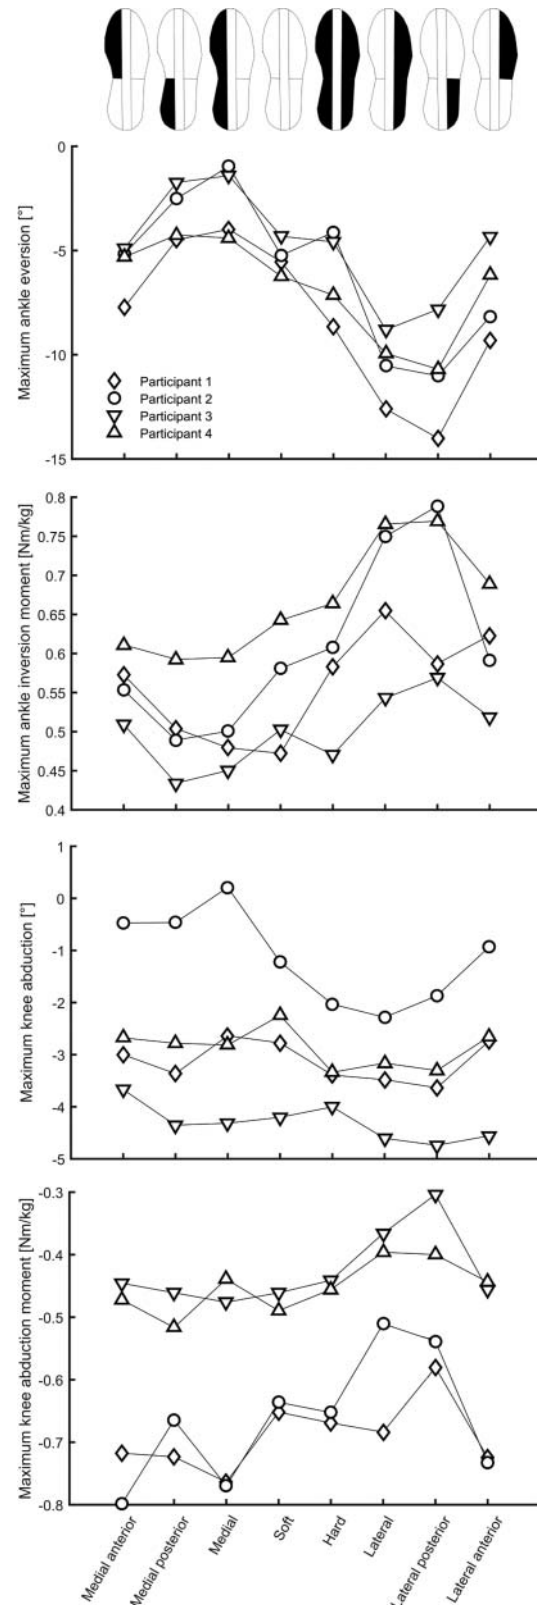 0
-5
-10
-15
Maximum ankle eversion [°]
Participant 1
Participant 2
Participant 3
Participant 4
0.8
0.75
0.7
0.65
0.6
0.55
0.5
0.45
0.4
Maximum ankle inversion moment [Nm/kg]
1
0
-1
-2
-3
-4
-5
Maximum knee abduction [°]
-0.3
-0.4
-0.5
-0.6
-0.7
-0.8
Maximum knee abduction moment [Nm/kg]
Medial anterior
Medial posterior
Medial
Soft
Hard
Lateral
Lateral posterior
Lateral anterior